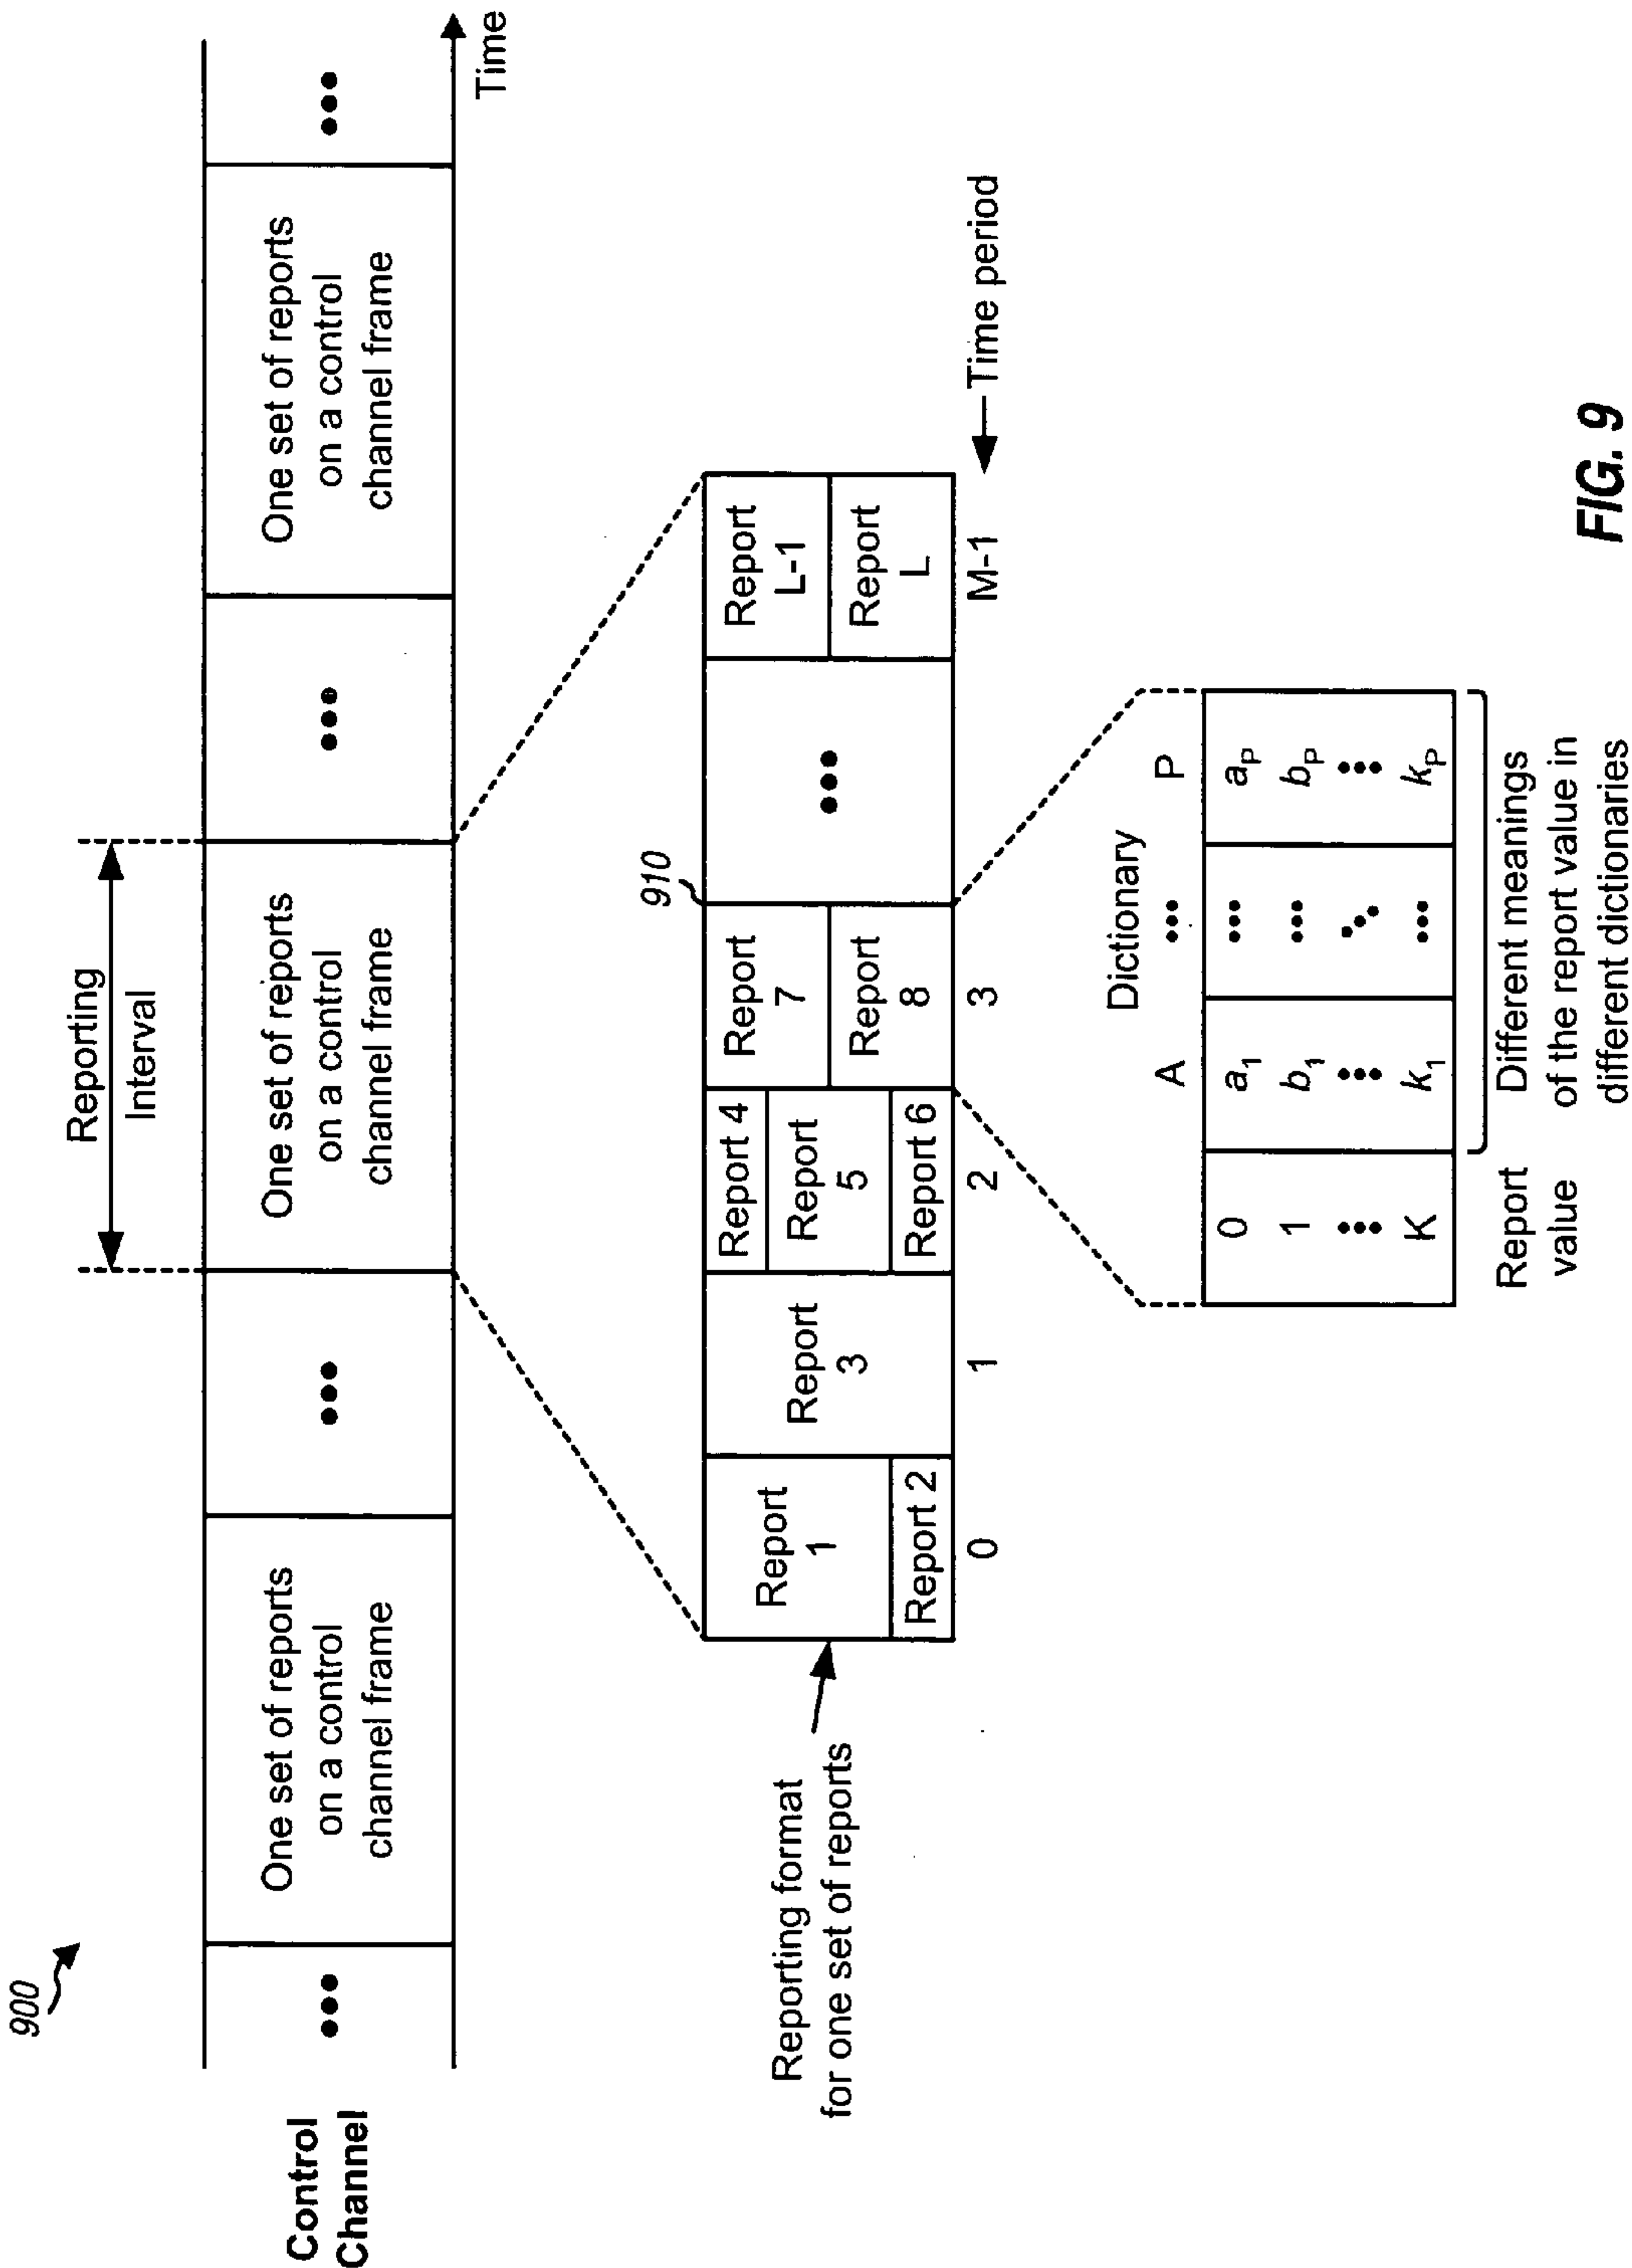 900
Reporting
Interval
Control
Channel
•••
One set of reports
on a control
channel frame
•••
One set of reports
on a control
channel frame
•••
One set of reports
on a control
channel frame
•••
Time
910
Reporting format
for one set of reports
Report
1
Report 2
Report
3
Report 4
Report
5
Report 6
Report
7
Report
8
•••
Report
L-1
Report
L
0
1
2
3
M-1
Time period
Dictionary
A ••• P
0 a₁ ••• aₚ
1 b₁ ••• bₚ
••• ••• ••• •••
K k₁ ••• kₚ
Report
value
Different meanings
of the report value in
different dictionaries
FIG. 9